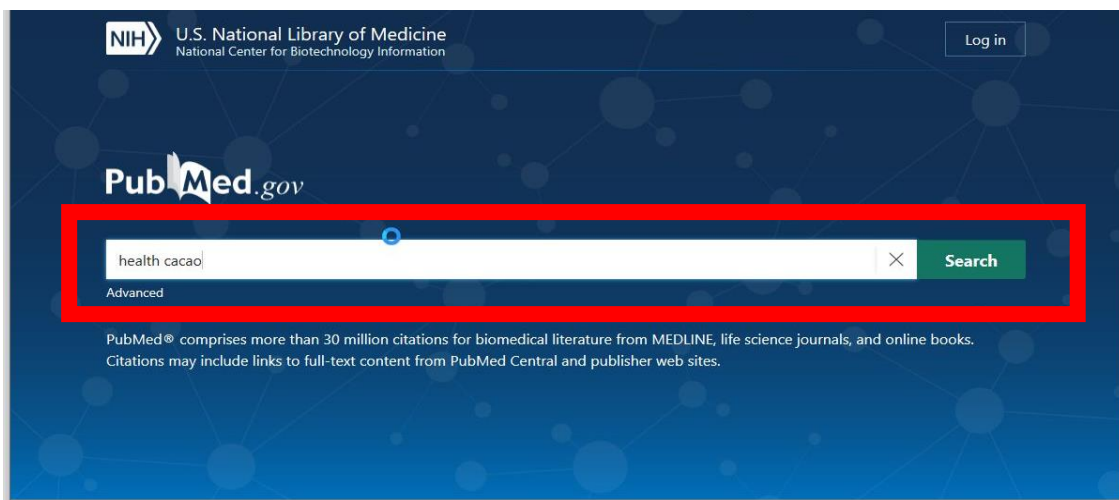 NIH
U.S. National Library of Medicine
National Center for Biotechnology Information
Log in
PubMed.gov
health cacao
Search
Advanced
PubMed® comprises more than 30 million citations for biomedical literature from MEDLINE, life science journals, and online books.
Citations may include links to full-text content from PubMed Central and publisher web sites.